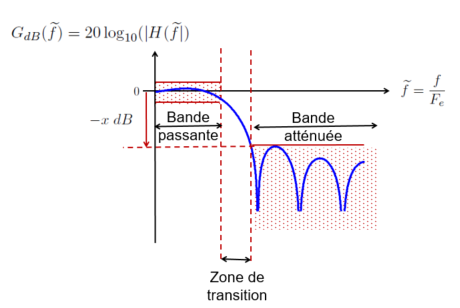 G_{dB}(\tilde{f}) = 20 \log_{10}(|H(\tilde{f}|)
\tilde{f} = \frac{f}{F_e}
0
−x dB
Bande
passante
Bande
atténuée
Zone de
transition